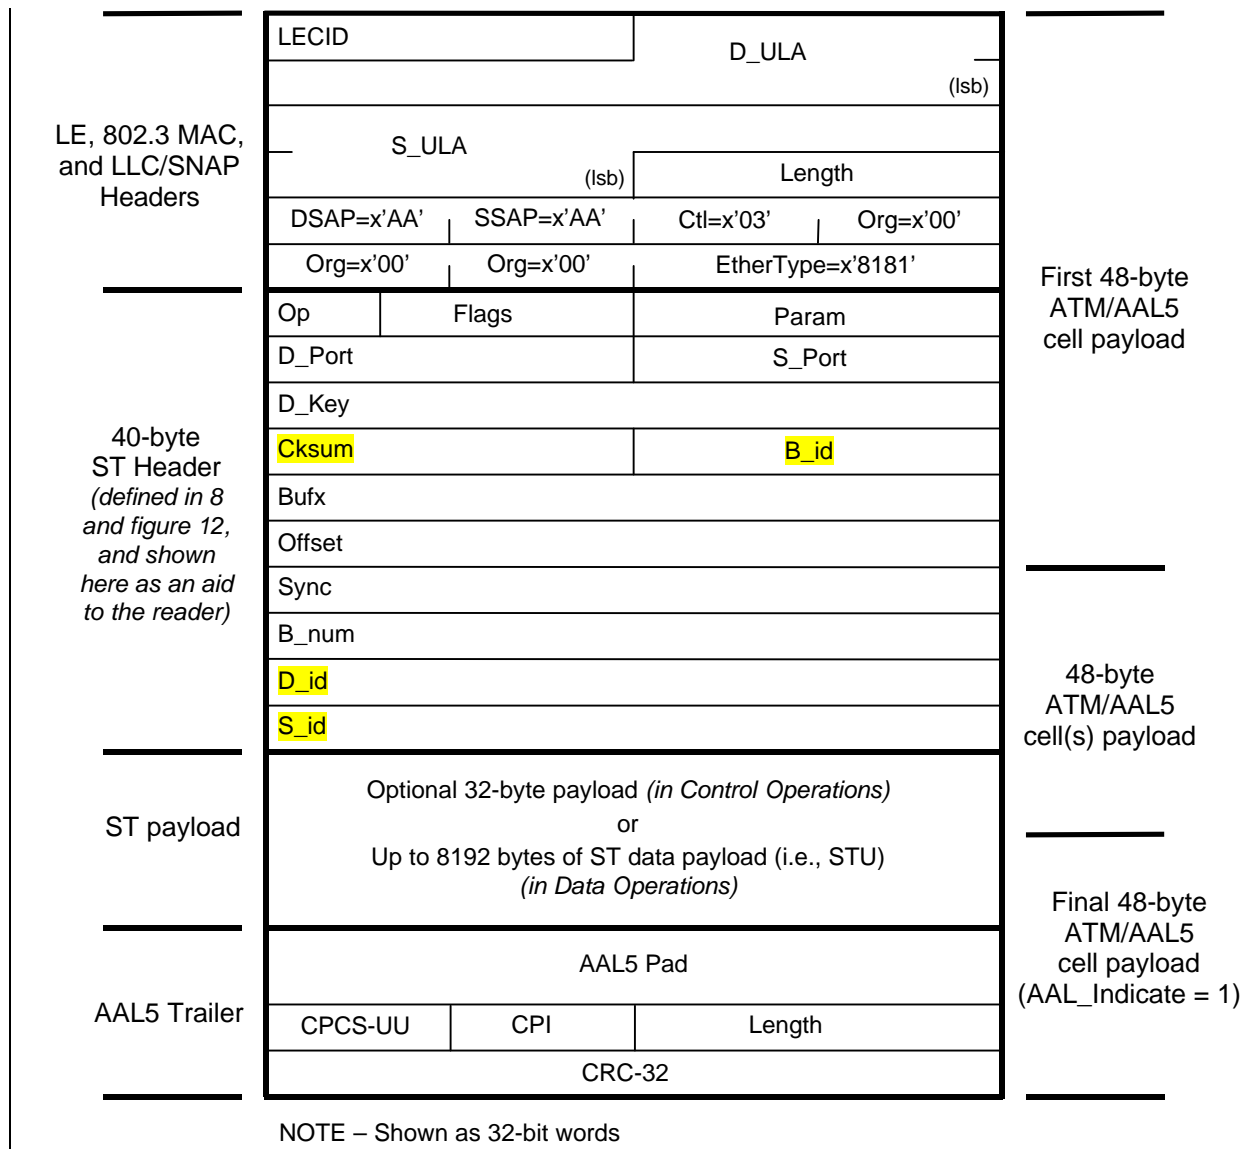 LECID
D_ULA
(lsb)
LE, 802.3 MAC,
and LLC/SNAP
Headers
S_ULA
(lsb)
Length
DSAP=x’AA’ SSAP=x’AA’ Ctl=x’03’ Org=x’00’
Org=x’00’ Org=x’00’ EtherType=x’8181’
First 48-byte
ATM/AAL5
cell payload
Op Flags Param
D_Port S_Port
D_Key
Cksum B_id
Bufx
Offset
Sync
B_num
D_id
S_id
40-byte
ST Header
(defined in 8
and figure 12,
and shown
here as an aid
to the reader)
48-byte
ATM/AAL5
cell(s) payload
ST payload
Optional 32-byte payload (in Control Operations)
or
Up to 8192 bytes of ST data payload (i.e., STU)
(in Data Operations)
Final 48-byte
ATM/AAL5
cell payload
(AAL_Indicate = 1)
AAL5 Trailer
AAL5 Pad
CPCS-UU CPI Length
CRC-32
NOTE – Shown as 32-bit words